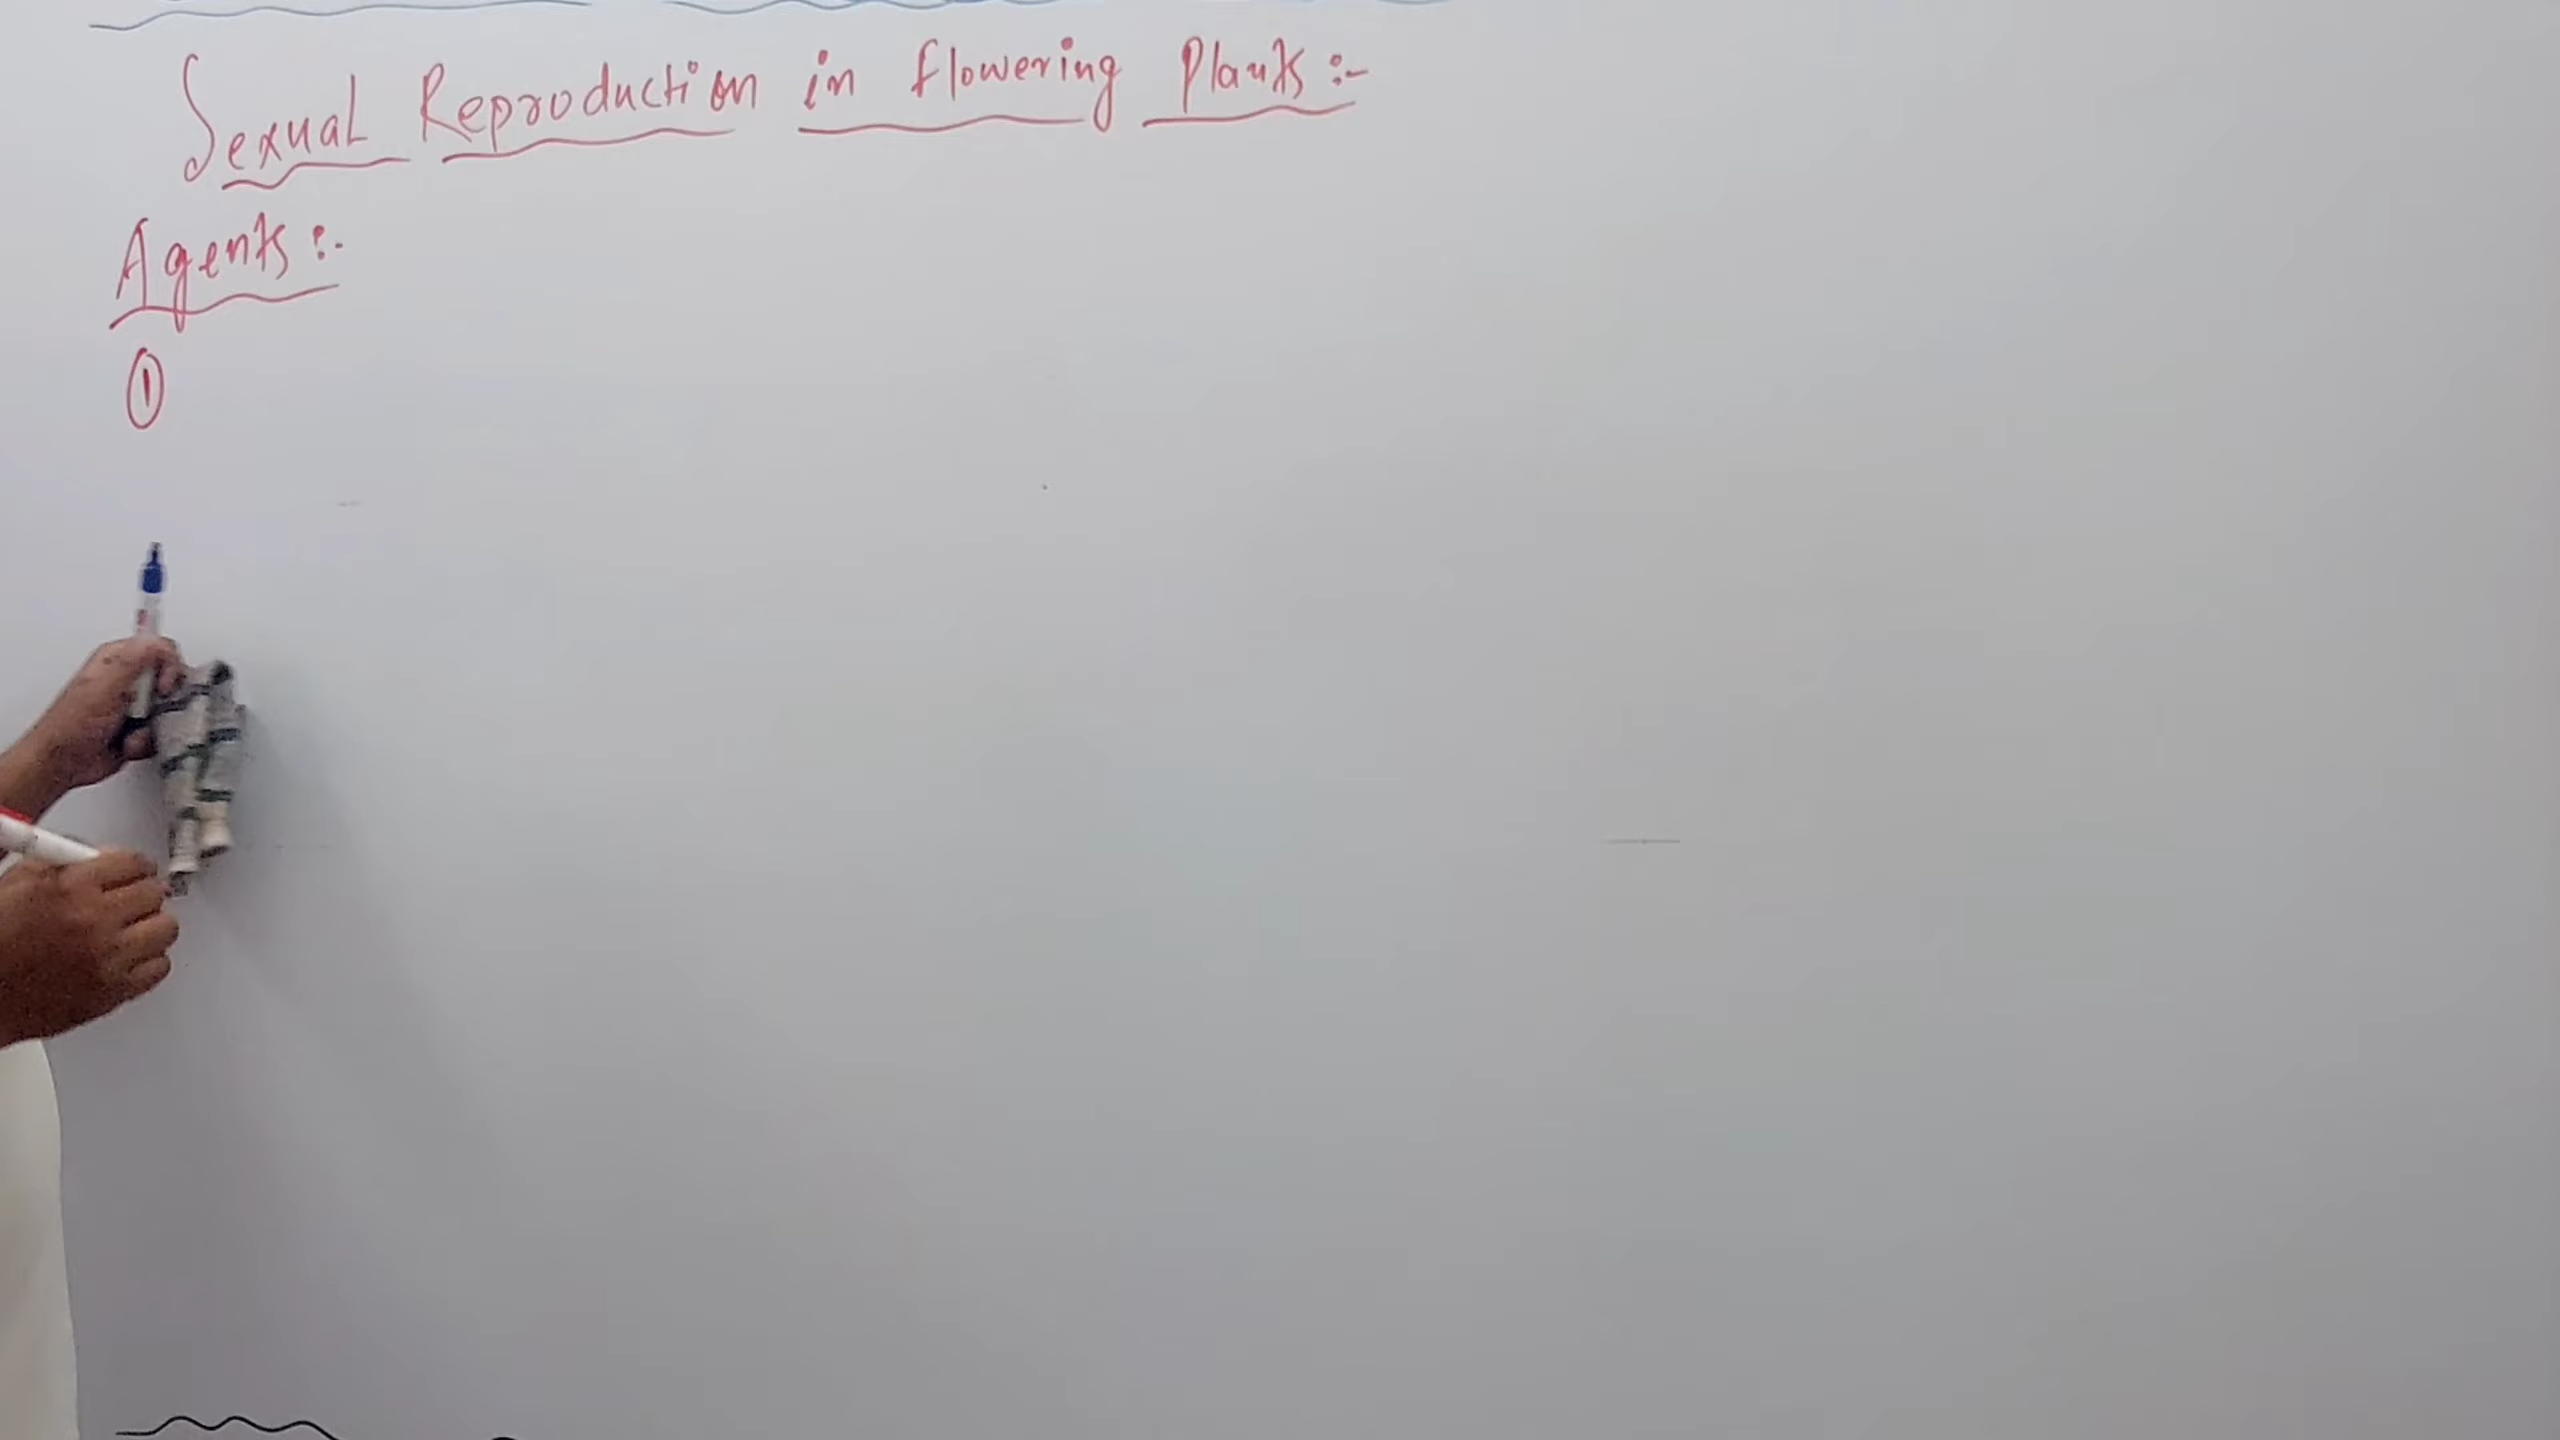 Sexual Reproduction in flowering Plants :-
Agents :-
①